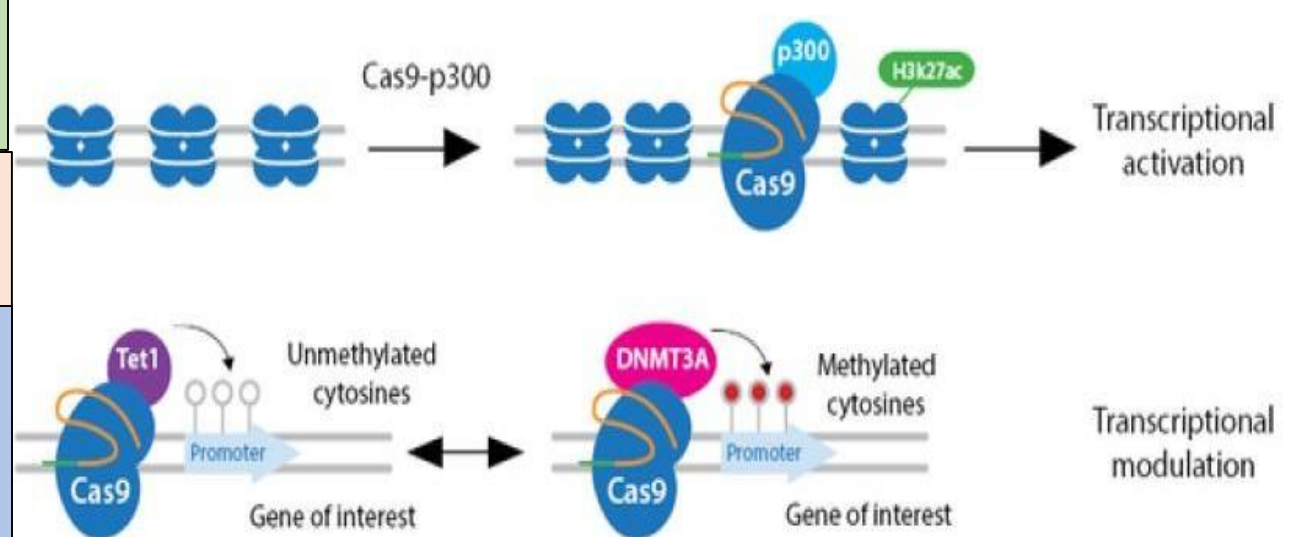 Cas9-p300
p300
H3k27ac
Cas9
Transcriptional
activation
Tet1
Unmethylated
cytosines
Promoter
Cas9
Gene of interest
DNMT3A
Methylated
cytosines
Promoter
Cas9
Gene of interest
Transcriptional
modulation